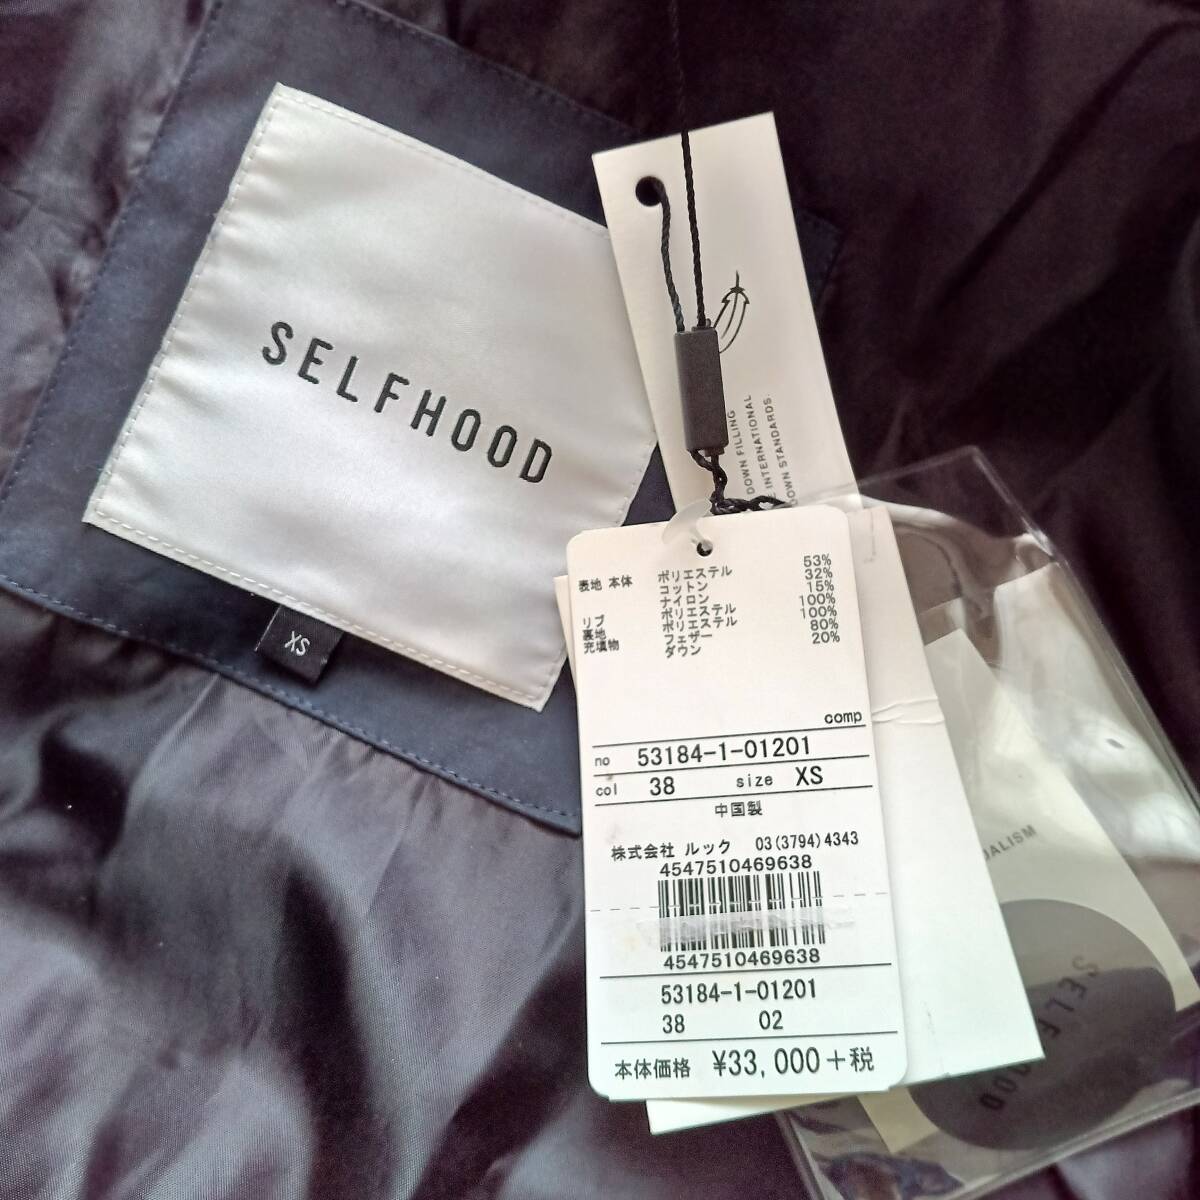 SELFHOOD
XS
DOWN FILLING
INTERNATIONAL
DOWN STANDARDS.
表地 本体 ポリエステル 53%
コットン 32%
ナイロン 15%
リブ ポリエステル 100%
裏地 ポリエステル 100%
充填物 フェザー 80%
ダウン 20%
comp
no 53184-1-01201
col 38 size XS
中国製
株式会社 ルック 03(3794)4343
4547510469638
4547510469638
53184-1-01201
38 02
本体価格 ¥33,000+税